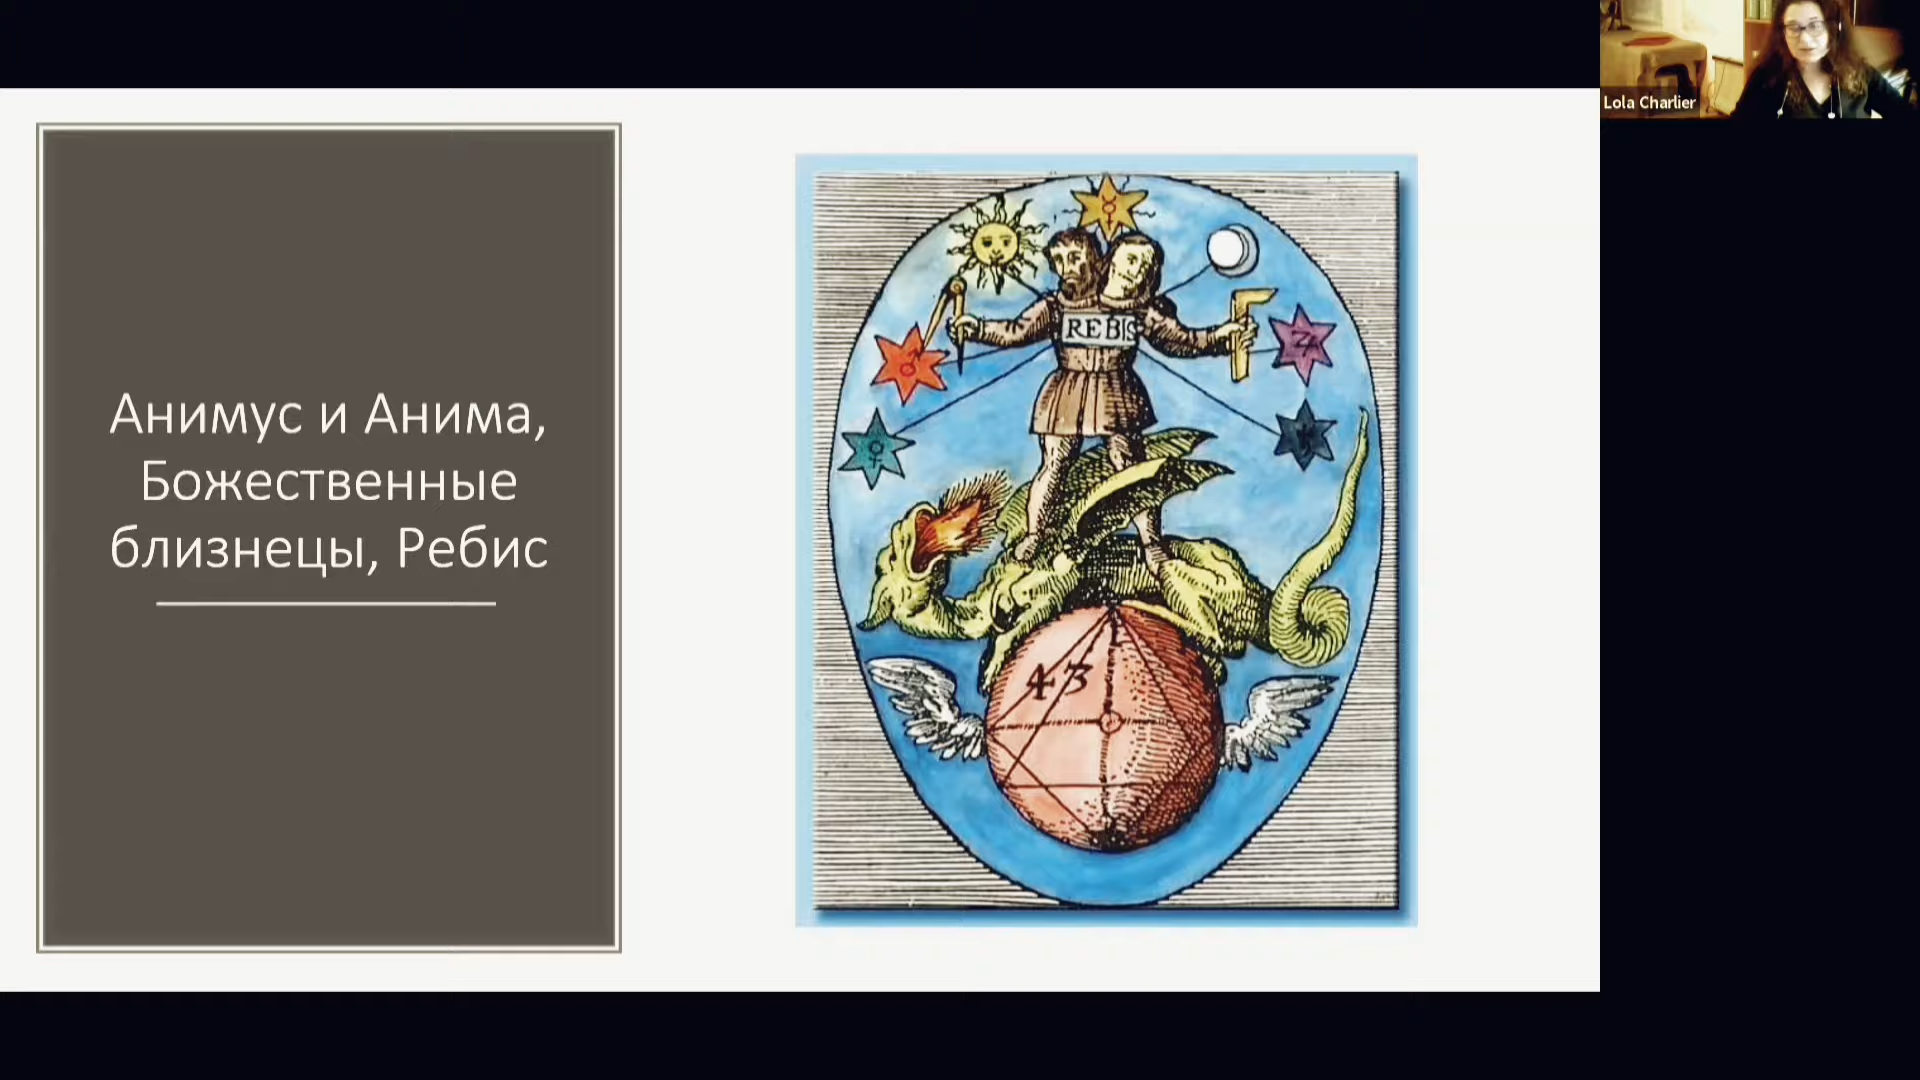 Lola Charlier
Анимус и Анима,
Божественные
близнецы, Ребис
REBIS
43